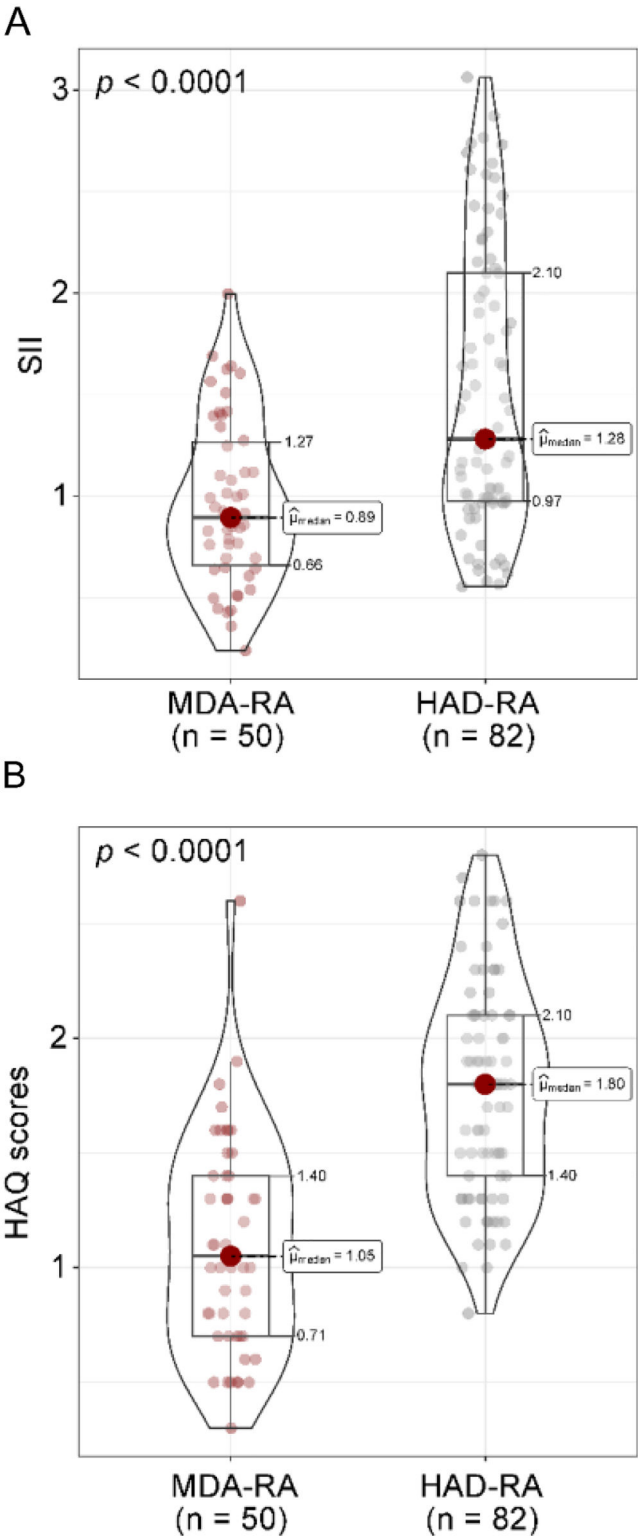 A
p < 0.0001
3
2.10
2
SII
1.27
μ̂median = 1.28
1
μ̂median = 0.89
0.97
0.66
MDA-RA
(n = 50)
HAD-RA
(n = 82)
B
p < 0.0001
2
2.10
μ̂median = 1.80
HAQ scores
1.40
1.40
1
μ̂median = 1.05
0.71
MDA-RA
(n = 50)
HAD-RA
(n = 82)